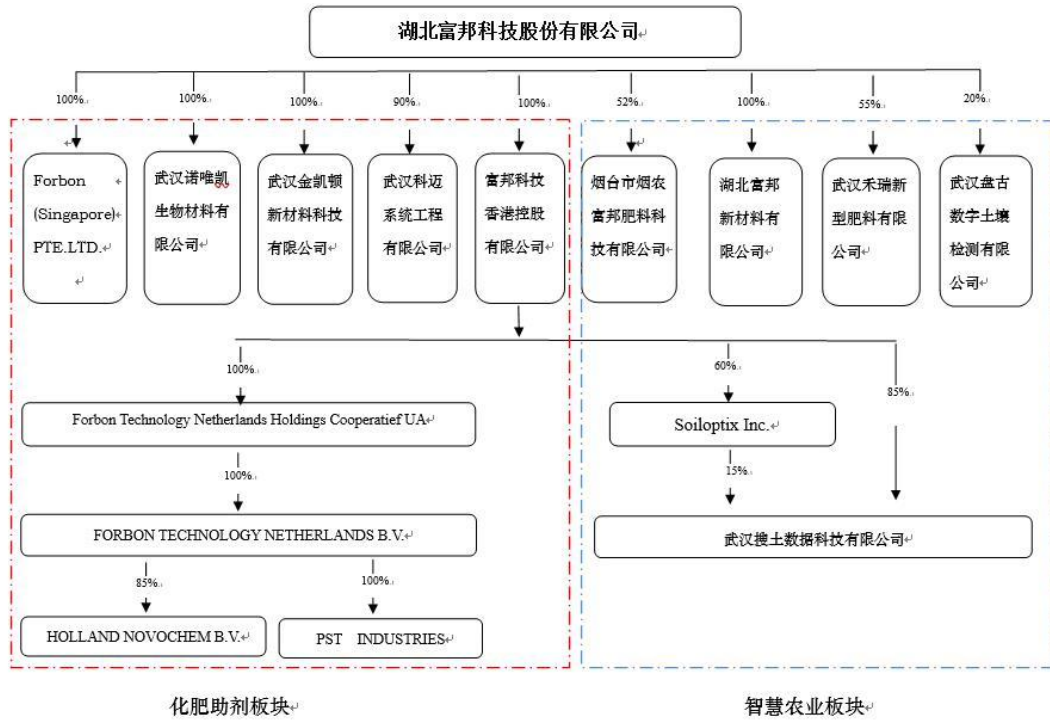 湖北富邦科技股份有限公司
100%
100%
100%
90%
100%
52%
100%
55%
20%
Forbon
(Singapore)
PTE.LTD.
武汉诺唯凯
生物材料有
限公司
武汉金凯顿
新材料科技
有限公司
武汉科迈
系统工程
有限公司
富邦科技
香港控股
有限公司
烟台市烟农
富邦肥料科
技有限公司
湖北富邦
新材料有
限公司
武汉禾瑞新
型肥料有限
公司
武汉盘古
数字土壤
检测有限
公司
100%
60%
85%
Forbon Technology Netherlands Holdings Cooperatief UA
Soiloptix Inc.
100%
15%
FORBON TECHNOLOGY NETHERLANDS B.V.
武汉搜土数据科技有限公司
85%
100%
HOLLAND NOVOCHEM B.V.
PST INDUSTRIES
化肥助剂板块
智慧农业板块